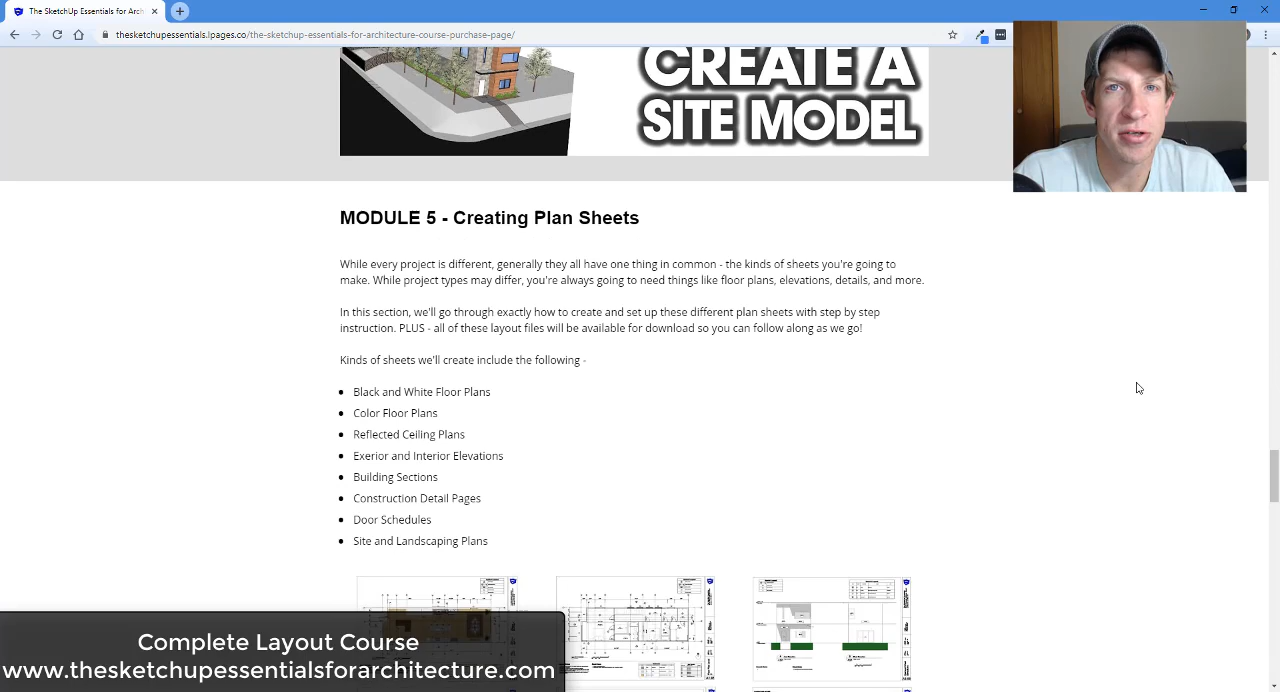 The SketchUp Essentials for Arch
thesketchupessentials.lpages.co/the-sketchup-essentials-for-architecture-course-purchase-page/
CREATE A
SITE MODEL
MODULE 5 - Creating Plan Sheets
While every project is different, generally they all have one thing in common - the kinds of sheets you're going to
make. While project types may differ, you're always going to need things like floor plans, elevations, details, and more.
In this section, we'll go through exactly how to create and set up these different plan sheets with step by step
instruction. PLUS - all of these layout files will be available for download so you can follow along as we go!
Kinds of sheets we'll create include the following -
Black and White Floor Plans
Color Floor Plans
Reflected Ceiling Plans
Exerior and Interior Elevations
Building Sections
Construction Detail Pages
Door Schedules
Site and Landscaping Plans
Complete Layout Course
www.thesketchupessentialsforarchitecture.com